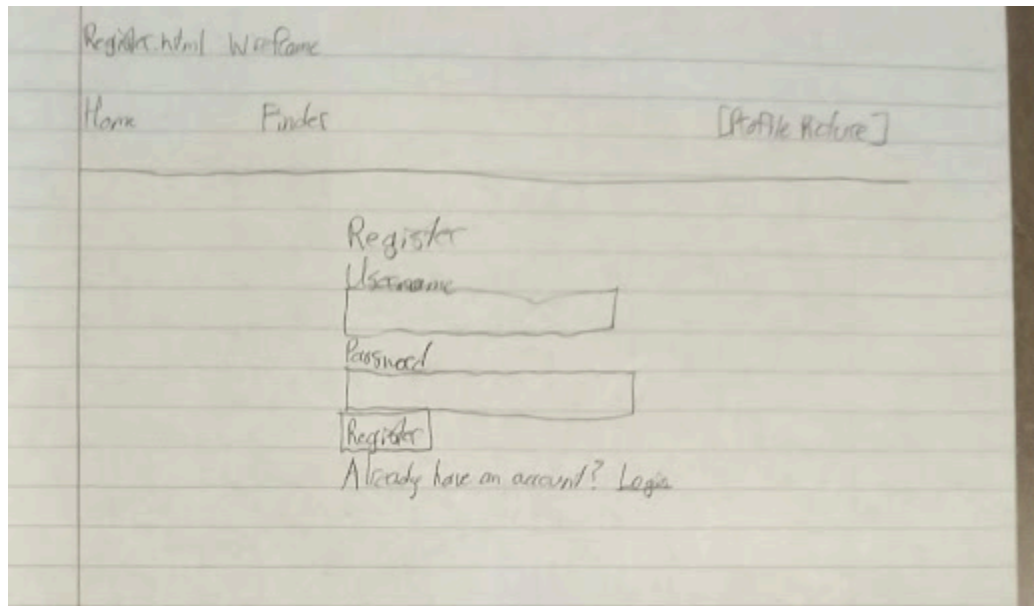 Register.html Wireframe
Home Finder [Profile Picture]
Register
Username
Password
Register
Already have an account? Login